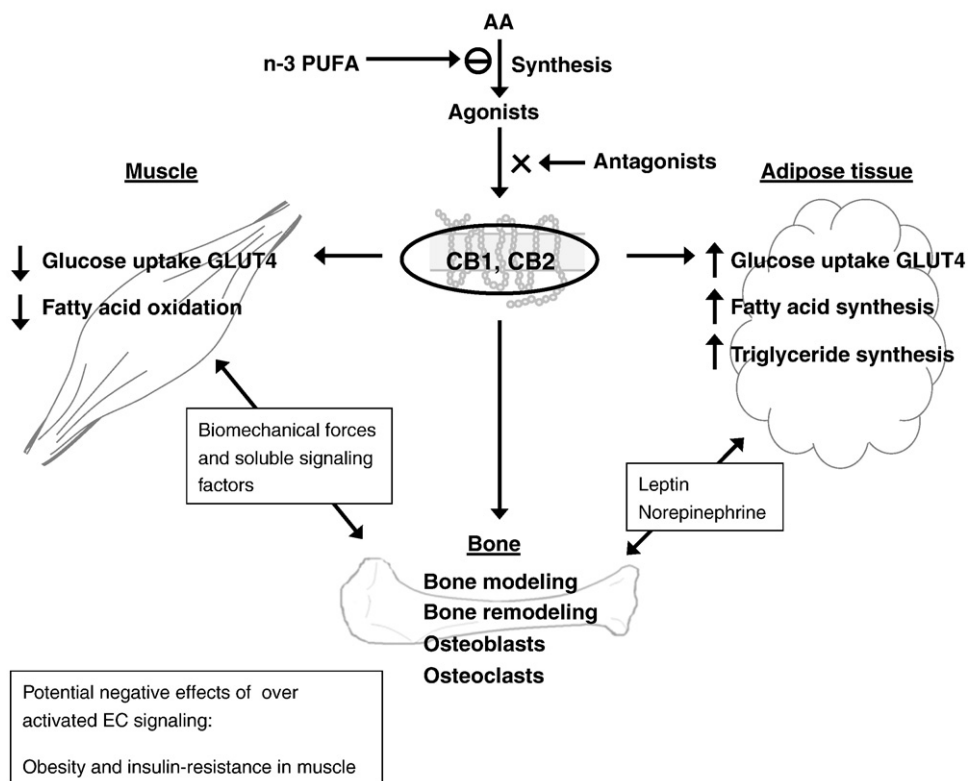 AA
n-3 PUFA
Synthesis
Agonists
Antagonists
Muscle
Adipose tissue
CB1, CB2
Glucose uptake GLUT4
Fatty acid oxidation
Glucose uptake GLUT4
Fatty acid synthesis
Triglyceride synthesis
Biomechanical forces
and soluble signaling
factors
Leptin
Norepinephrine
Bone
Bone modeling
Bone remodeling
Osteoblasts
Osteoclasts
Potential negative effects of over
activated EC signaling:
Obesity and insulin-resistance in muscle